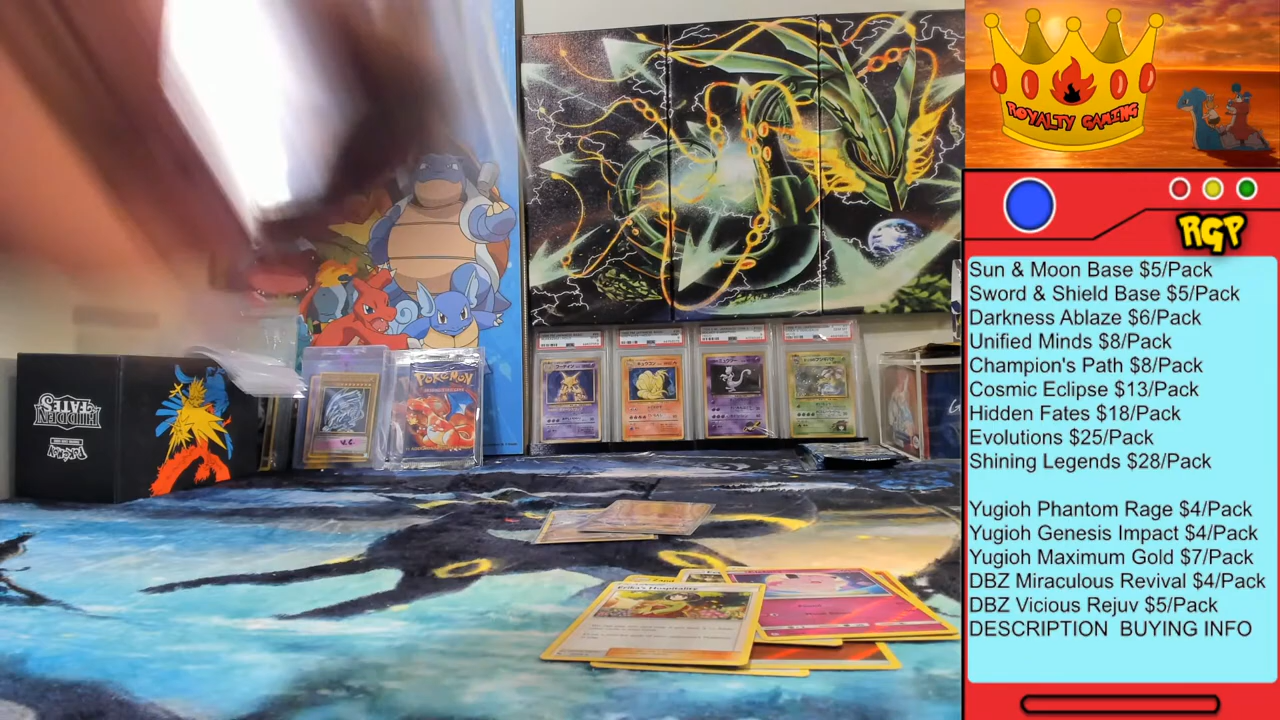 ROYALTY GAMING
RGP
Sun & Moon Base $5/Pack
Sword & Shield Base $5/Pack
Darkness Ablaze $6/Pack
Unified Minds $8/Pack
Champion's Path $8/Pack
Cosmic Eclipse $13/Pack
Hidden Fates $18/Pack
Evolutions $25/Pack
Shining Legends $28/Pack
Yugioh Phantom Rage $4/Pack
Yugioh Genesis Impact $4/Pack
Yugioh Maximum Gold $7/Pack
DBZ Miraculous Revival $4/Pack
DBZ Vicious Rejuv $5/Pack
DESCRIPTION BUYING INFO
HIDDEN
FATES
POKÉMON
POKÉMON
Erika's Hospitality